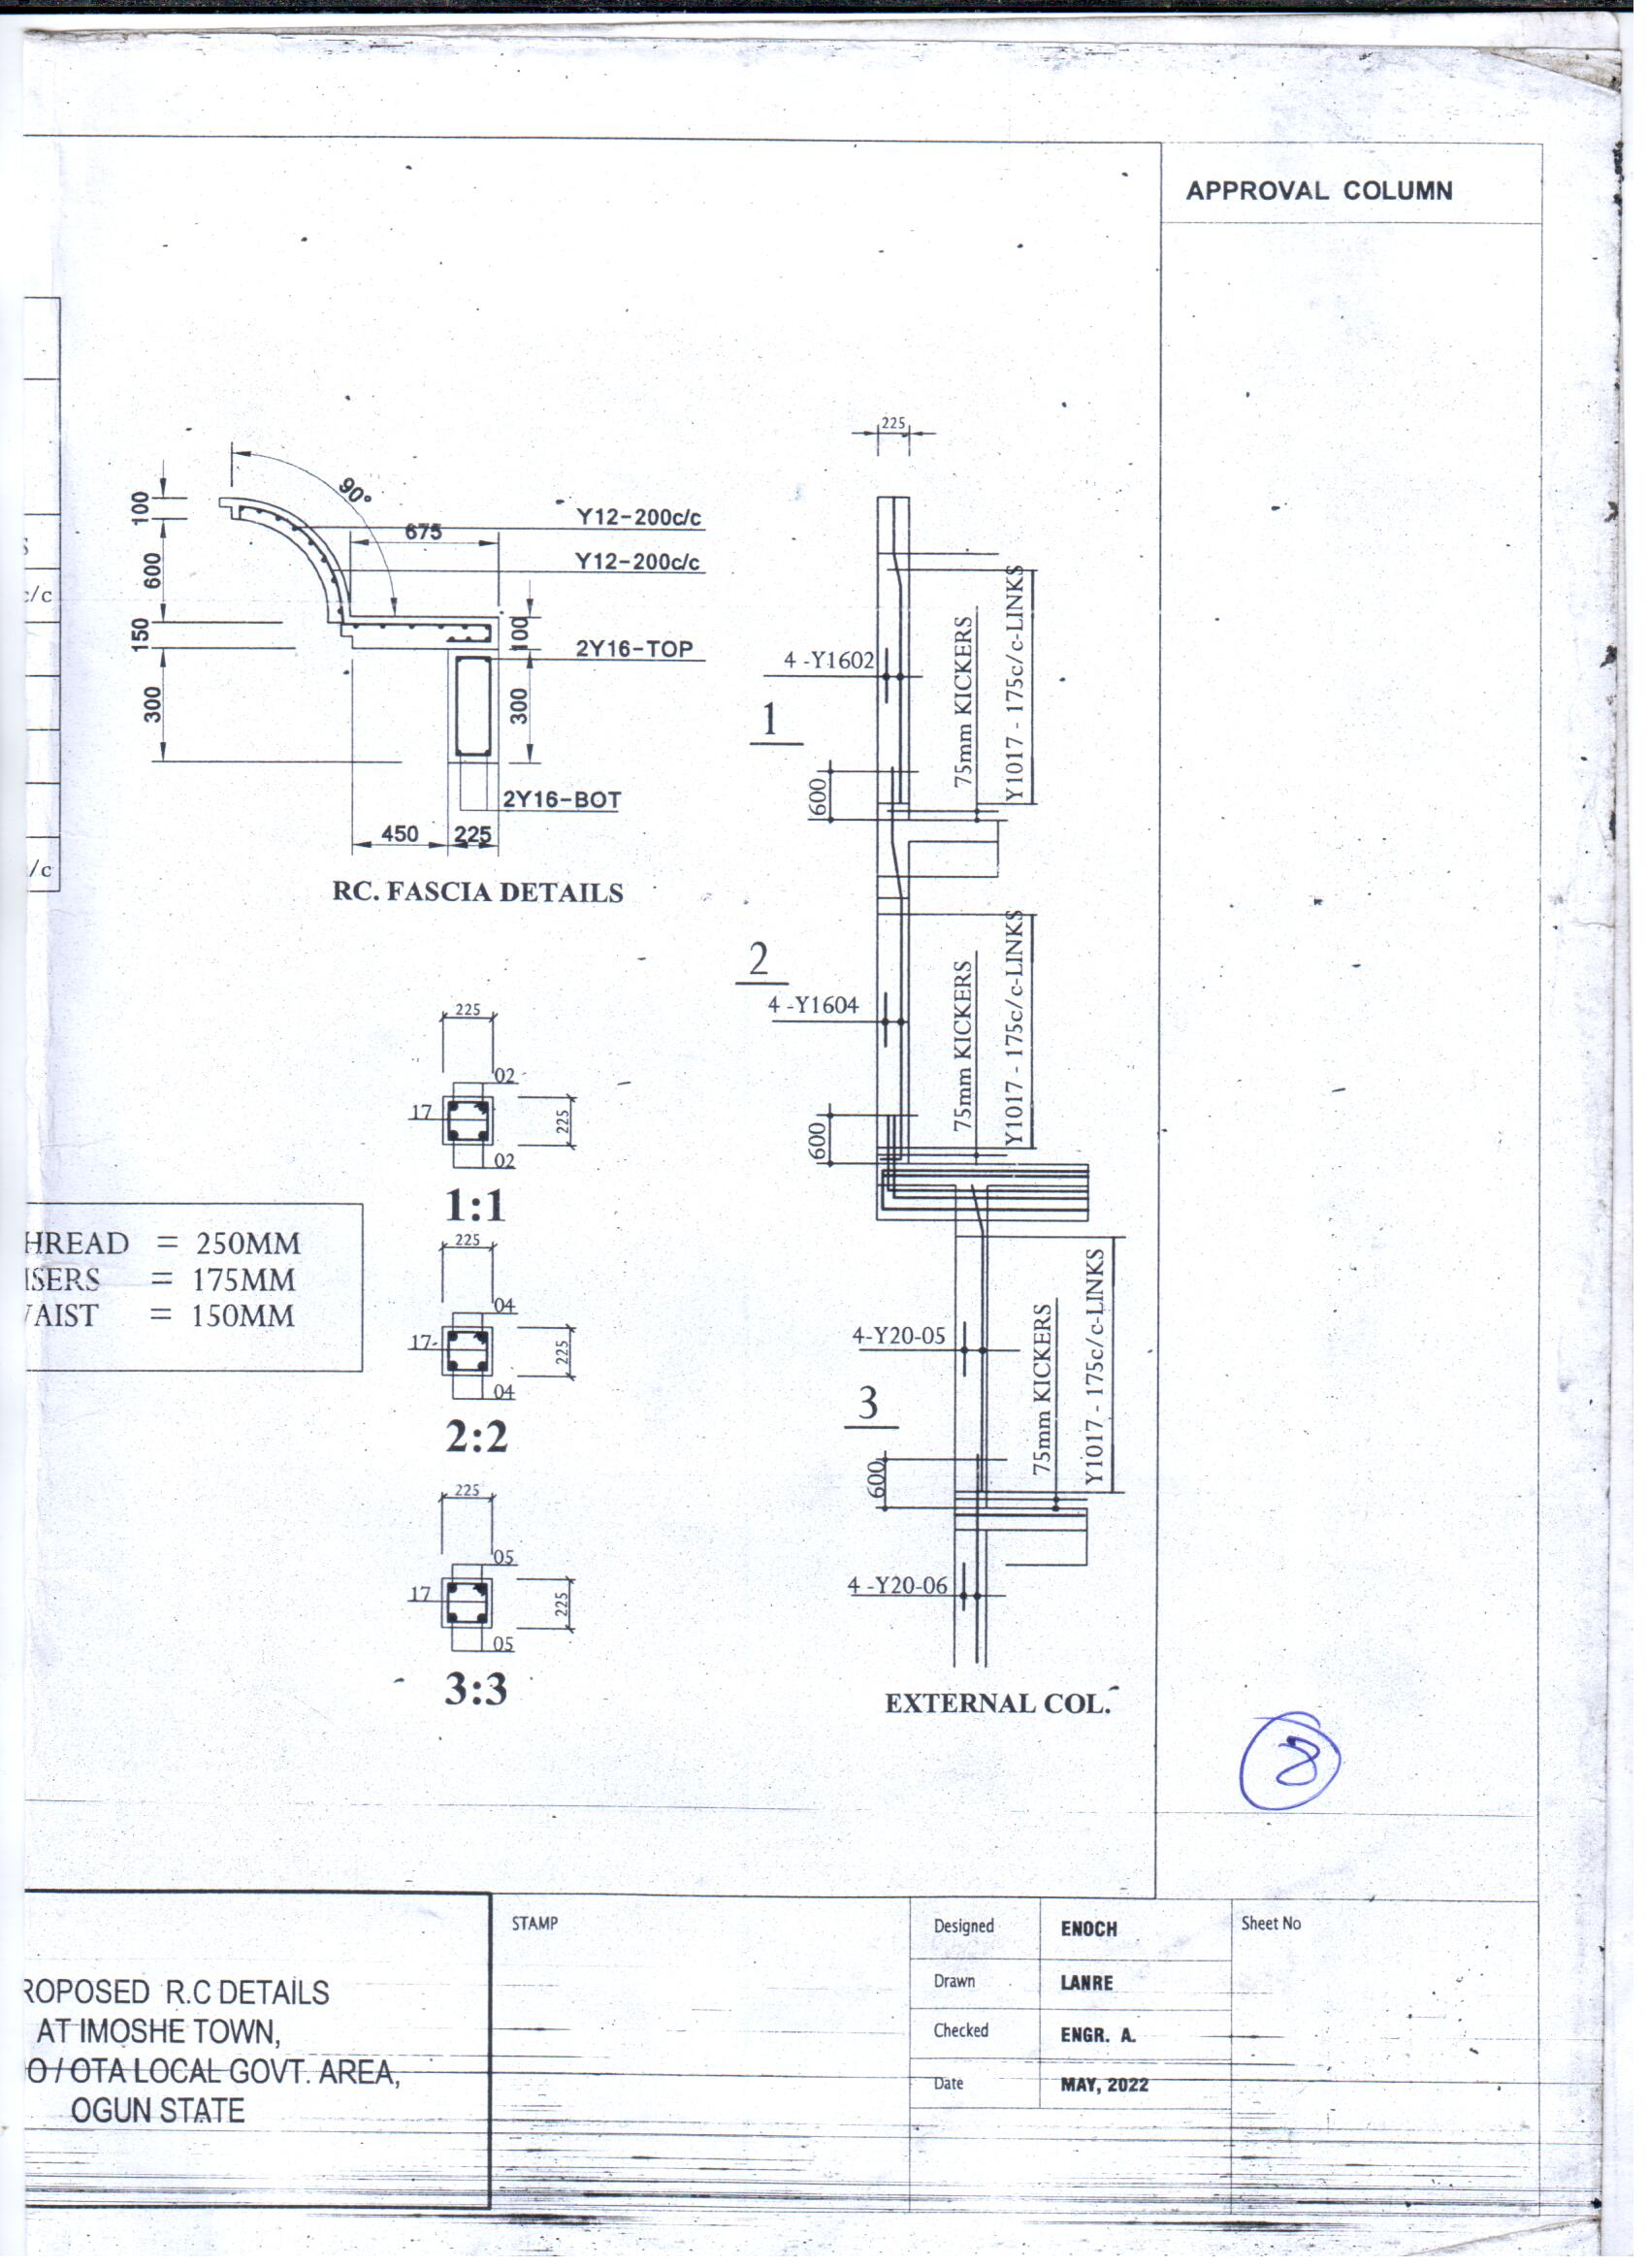 APPROVAL COLUMN
/c
/c
90°
100
600
150
300
675
Y12-200c/c
Y12-200c/c
100
2Y16-TOP
300
2Y16-BOT
450
225
RC. FASCIA DETAILS
225
4 -Y1602
1
75mm KICKERS
Y1017 - 175c/c-LINKS
600
2
4 -Y1604
75mm KICKERS
Y1017 - 175c/c-LINKS
600
4-Y20-05
3
75mm KICKERS
Y1017 - 175c/c-LINKS
600
4 -Y20-06
EXTERNAL COL.
225
02
17
225
02
1:1
225
04
17-
225
04
2:2
225
05
17
225
05
3:3
HREAD = 250MM
ISERS = 175MM
AIST = 150MM
8
ROPOSED R.C DETAILS
AT IMOSHE TOWN,
O/OTA LOCAL GOVT. AREA,
OGUN STATE
STAMP
Designed ENOCH
Drawn LANRE
Checked ENGR. A.
Date MAY, 2022
Sheet No